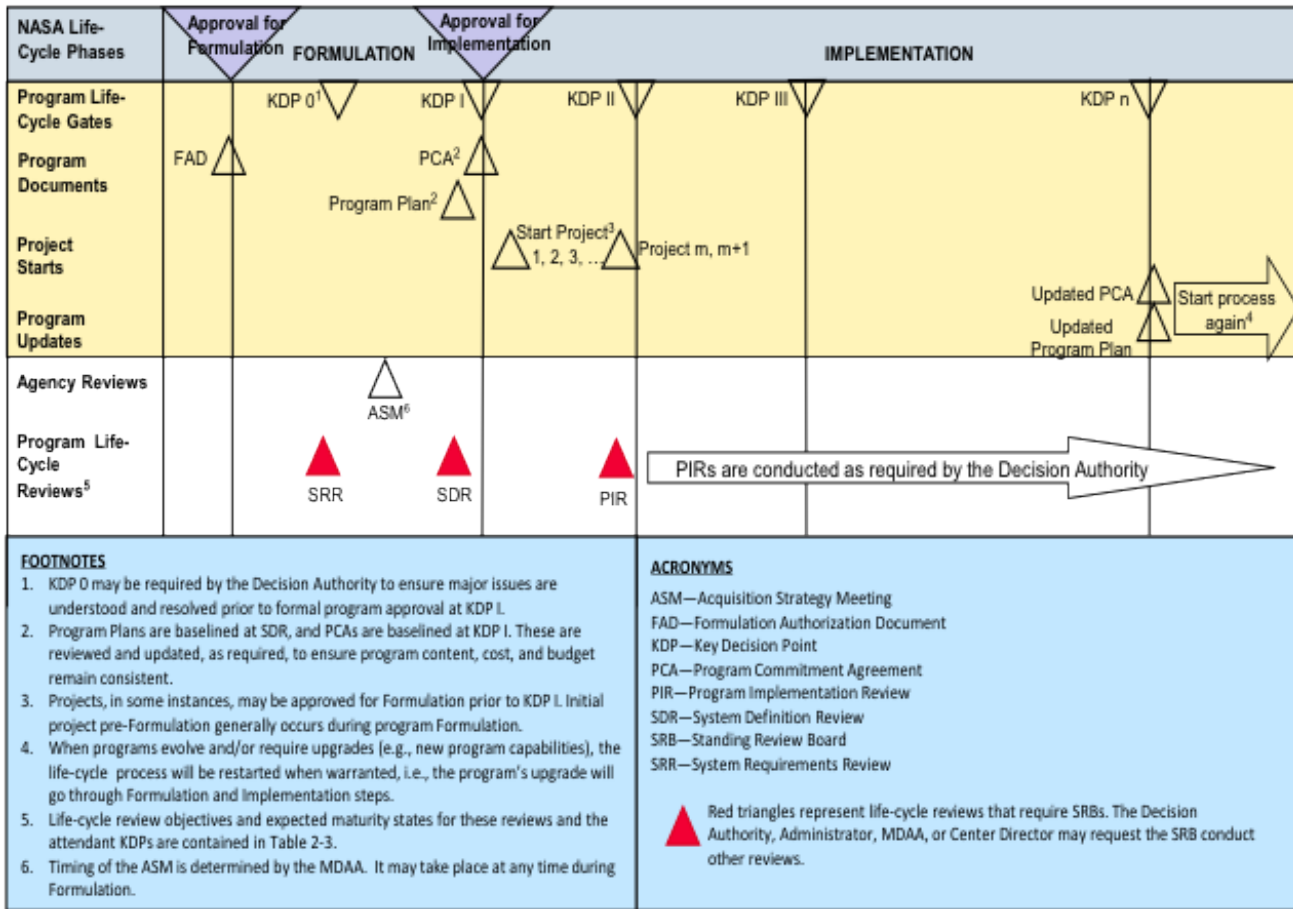 NASA Life-
Cycle Phases
Approval for
Formulation
FORMULATION
Approval for
Implementation
IMPLEMENTATION
Program Life-
Cycle Gates
KDP 0¹
KDP I
KDP II
KDP III
KDP n
Program
Documents
FAD
PCA²
Program Plan²
Project
Starts
Start Project³
1, 2, 3, …
Project m, m+1
Program
Updates
Updated PCA
Updated
Program Plan
Start process
again⁴
Agency Reviews
ASM⁶
Program Life-
Cycle
Reviews⁵
SRR
SDR
PIR
PIRs are conducted as required by the Decision Authority
FOOTNOTES
1. KDP 0 may be required by the Decision Authority to ensure major issues are
understood and resolved prior to formal program approval at KDP I.
2. Program Plans are baselined at SDR, and PCAs are baselined at KDP I. These are
reviewed and updated, as required, to ensure program content, cost, and budget
remain consistent.
3. Projects, in some instances, may be approved for Formulation prior to KDP I. Initial
project pre-Formulation generally occurs during program Formulation.
4. When programs evolve and/or require upgrades (e.g., new program capabilities), the
life-cycle process will be restarted when warranted, i.e., the program's upgrade will
go through Formulation and Implementation steps.
5. Life-cycle review objectives and expected maturity states for these reviews and the
attendant KDPs are contained in Table 2-3.
6. Timing of the ASM is determined by the MDAA. It may take place at any time during
Formulation.
ACRONYMS
ASM—Acquisition Strategy Meeting
FAD—Formulation Authorization Document
KDP—Key Decision Point
PCA—Program Commitment Agreement
PIR—Program Implementation Review
SDR—System Definition Review
SRB—Standing Review Board
SRR—System Requirements Review
Red triangles represent life-cycle reviews that require SRBs. The Decision
Authority, Administrator, MDAA, or Center Director may request the SRB conduct
other reviews.